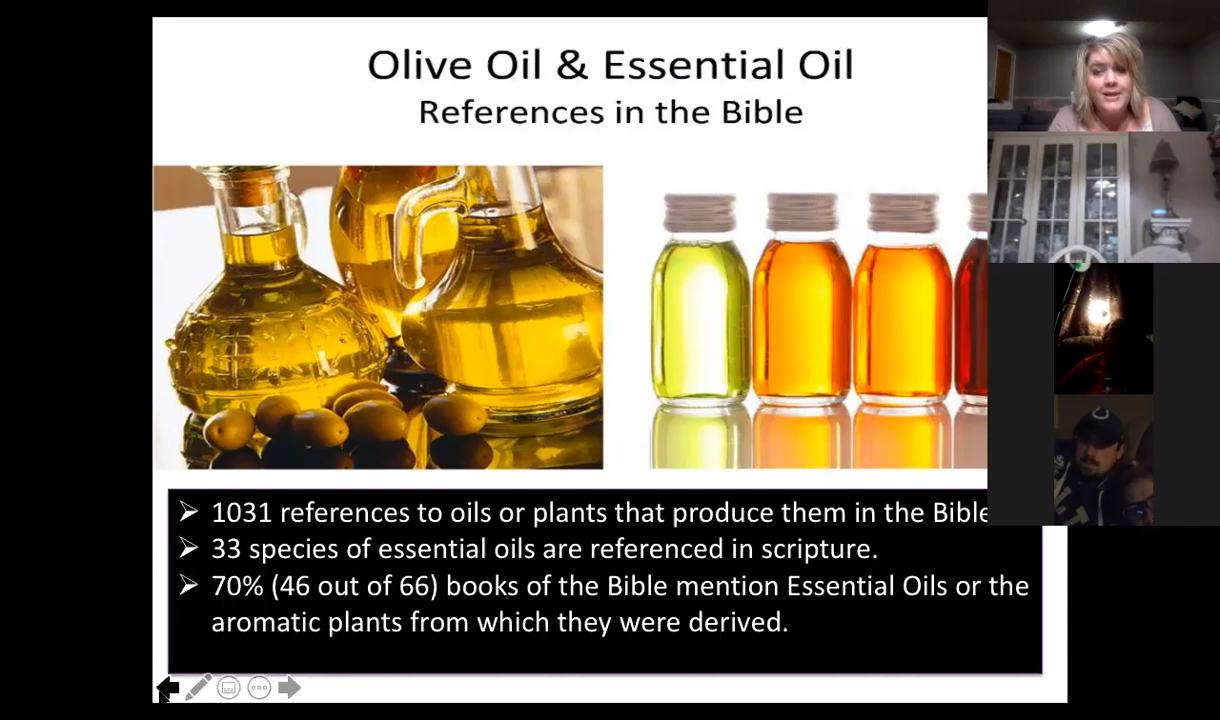 Olive Oil & Essential Oil
References in the Bible
➢ 1031 references to oils or plants that produce them in the Bible
➢ 33 species of essential oils are referenced in scripture.
➢ 70% (46 out of 66) books of the Bible mention Essential Oils or the
aromatic plants from which they were derived.